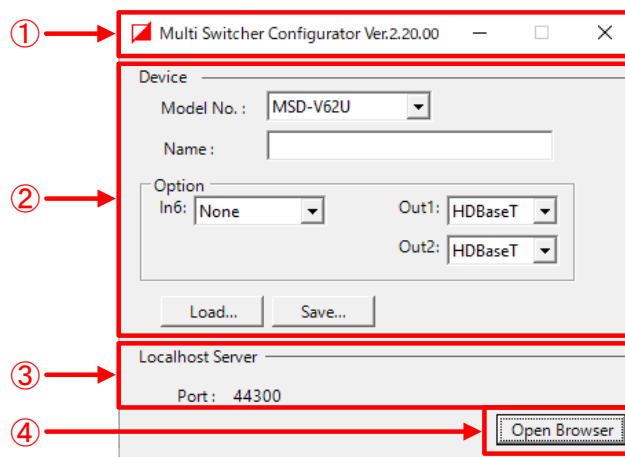 ① Multi Switcher Configurator Ver.2.20.00
Device
Model No. : MSD-V62U
Name :
② Option
In6: None Out1: HDBaseT
Out2: HDBaseT
Load... Save...
Localhost Server
③
Port : 44300
④ Open Browser